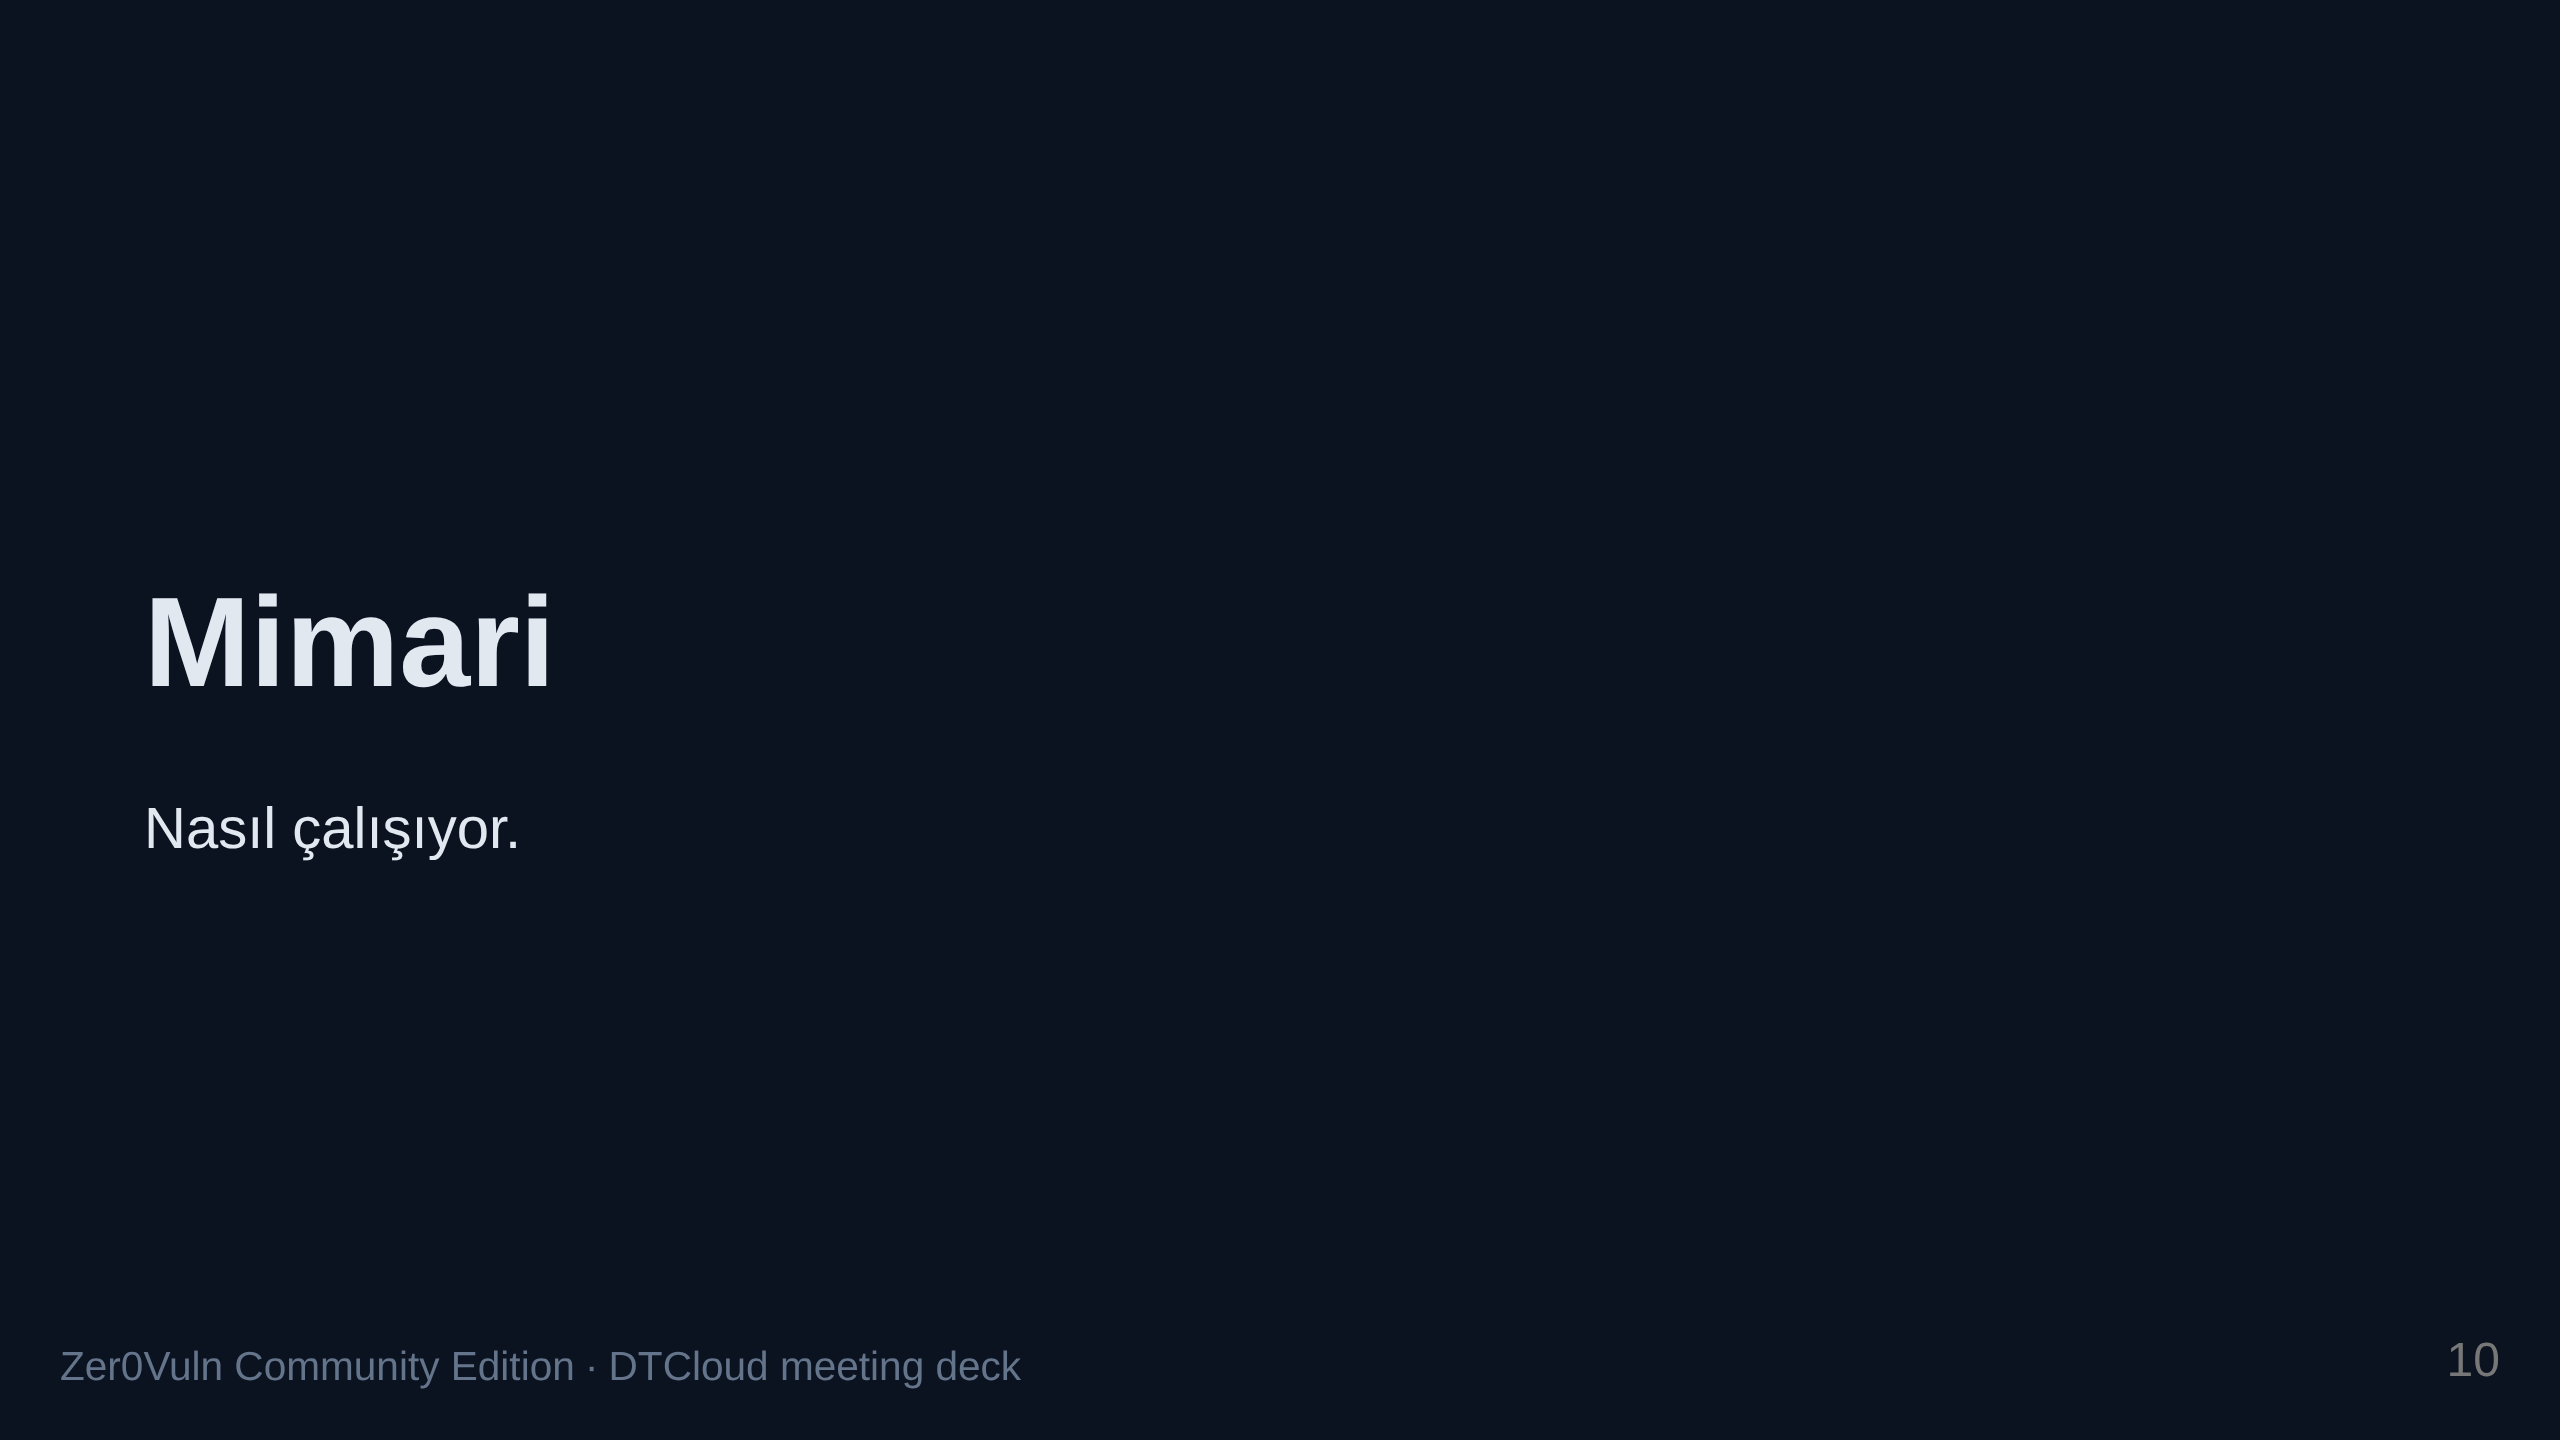 Mimari
Nasıl çalışıyor.
Zer0Vuln Community Edition · DTCloud meeting deck
10